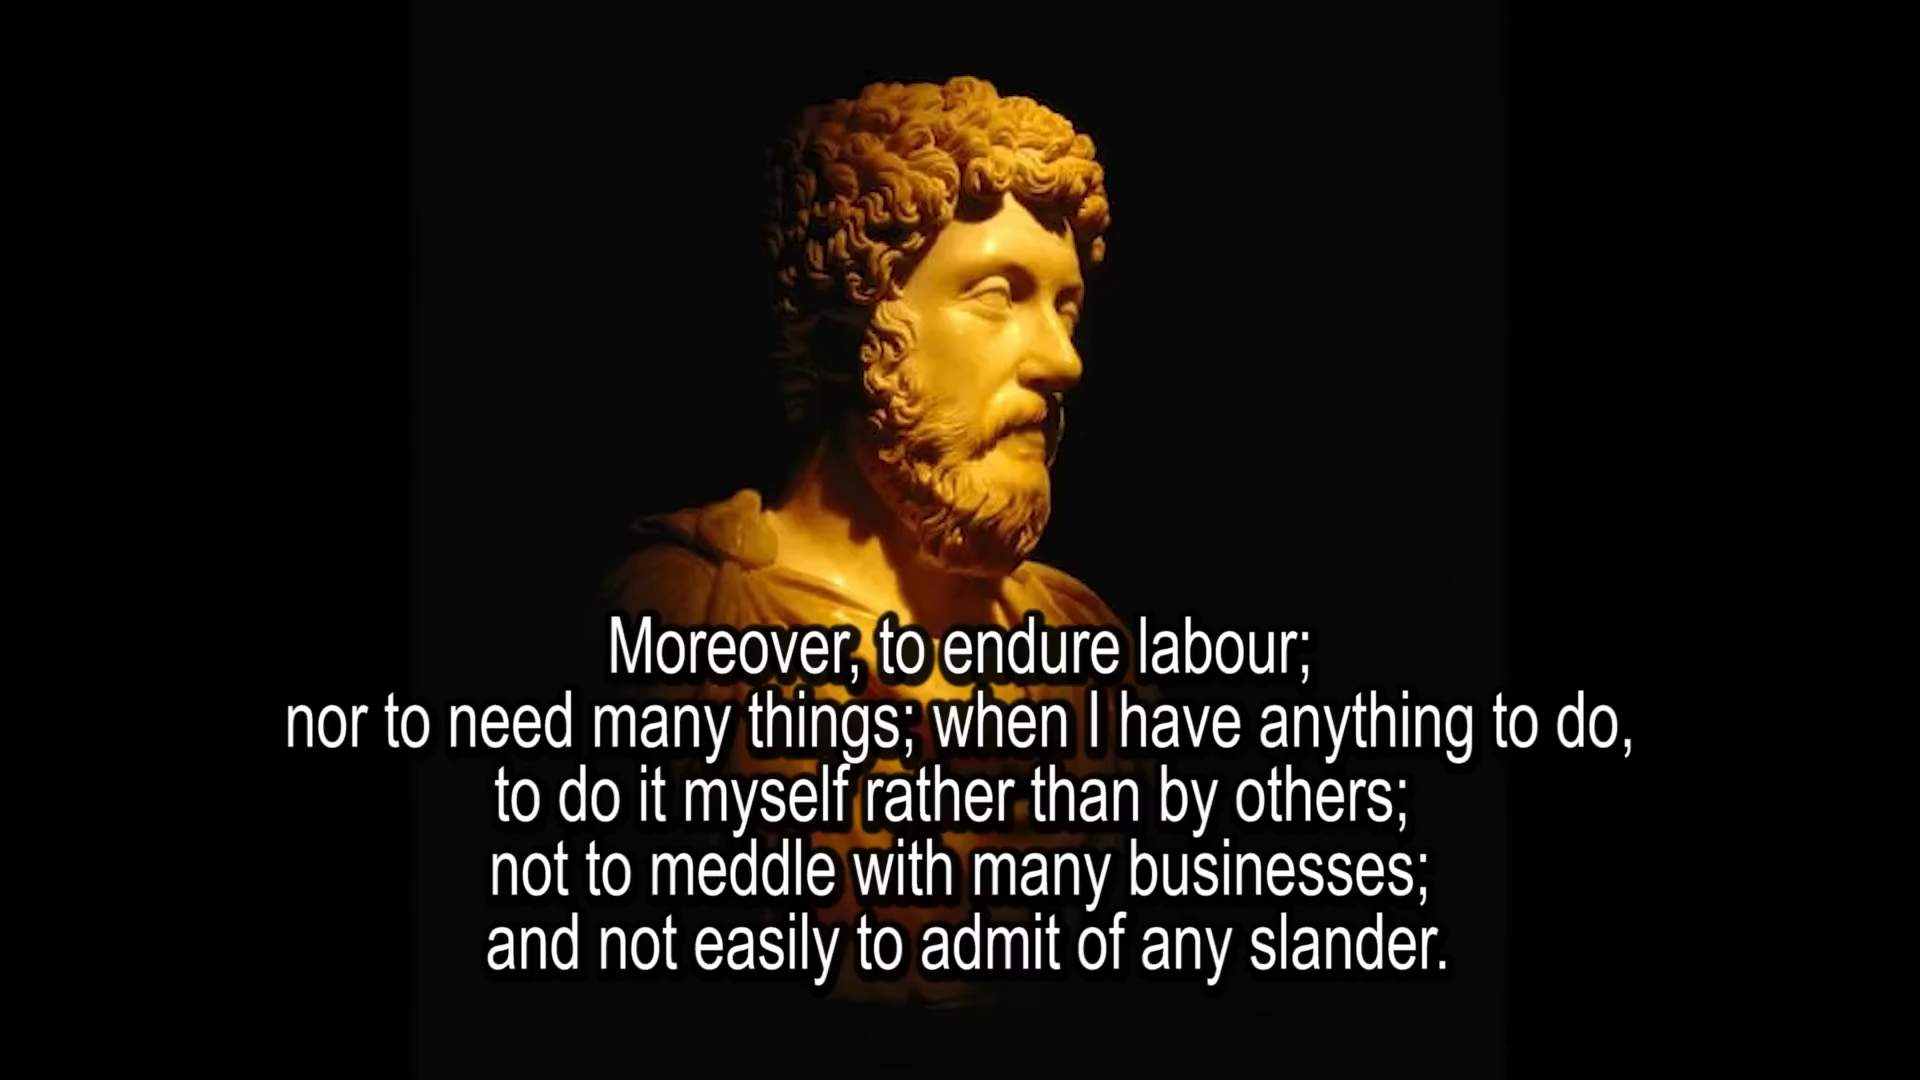 Moreover, to endure labour;
nor to need many things; when I have anything to do,
to do it myself rather than by others;
not to meddle with many businesses;
and not easily to admit of any slander.